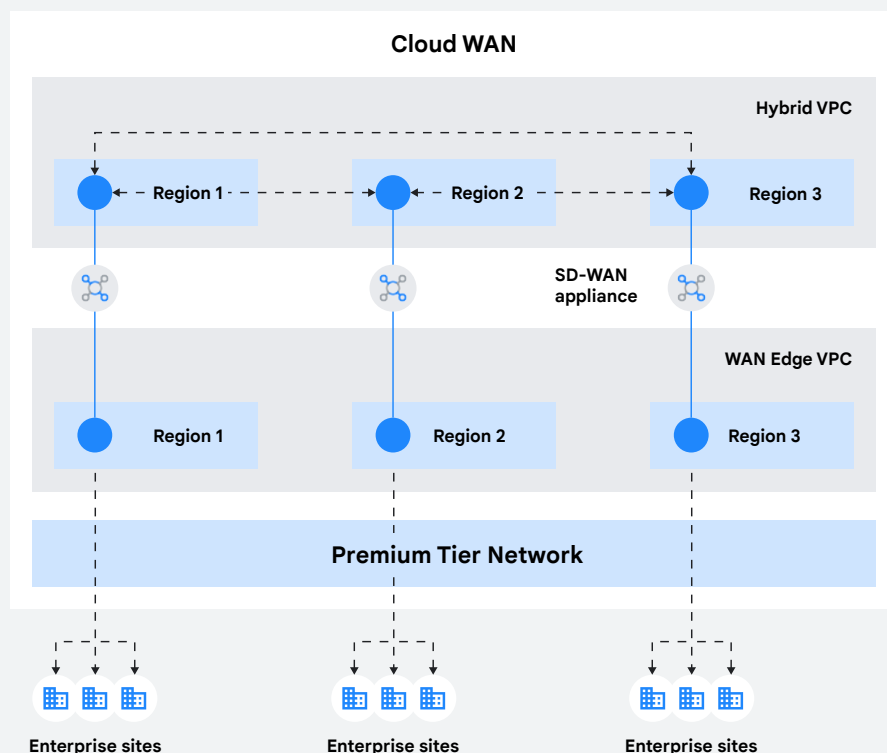 Cloud WAN
Hybrid VPC
Region 1
Region 2
Region 3
SD-WAN
appliance
WAN Edge VPC
Region 1
Region 2
Region 3
Premium Tier Network
Enterprise sites
Enterprise sites
Enterprise sites